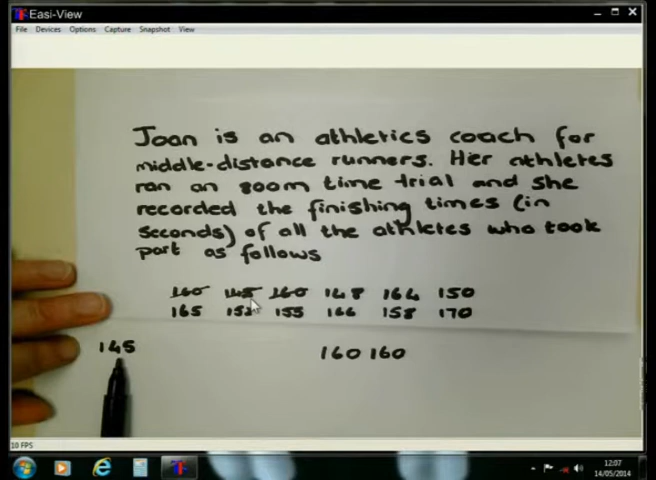 Easi-View
File Devices Options Capture Snapshot View
Joan is an athletics coach for
middle-distance runners. Her athletes
ran an 800m time trial and she
recorded the finishing times (in
seconds) of all the athletes who took
part as follows
160 145 160 148 164 150
165 152 155 166 158 170
145 160 160
10 FPS
12:07
14/05/2014